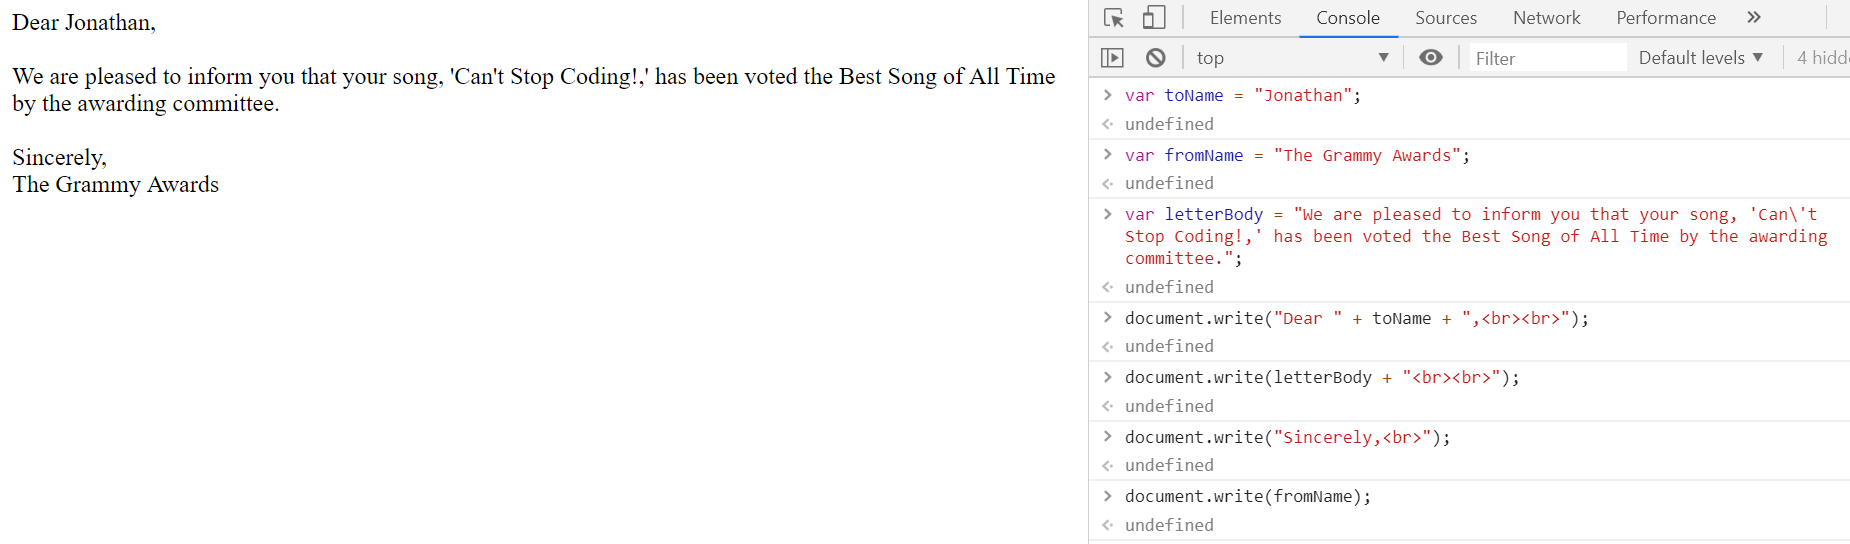 Dear Jonathan,
We are pleased to inform you that your song, 'Can't Stop Coding!,' has been voted the Best Song of All Time
by the awarding committee.
Sincerely,
The Grammy Awards
Elements Console Sources Network Performance »
top ▼ Filter Default levels ▼ 4 hidd
> var toName = "Jonathan";
undefined
> var fromName = "The Grammy Awards";
undefined
> var letterBody = "We are pleased to inform you that your song, 'Can\'t
Stop Coding!,' has been voted the Best Song of All Time by the awarding
committee.";
undefined
> document.write("Dear " + toName + ",<br><br>");
undefined
> document.write(letterBody + "<br><br>");
undefined
> document.write("Sincerely,<br>");
undefined
> document.write(fromName);
undefined